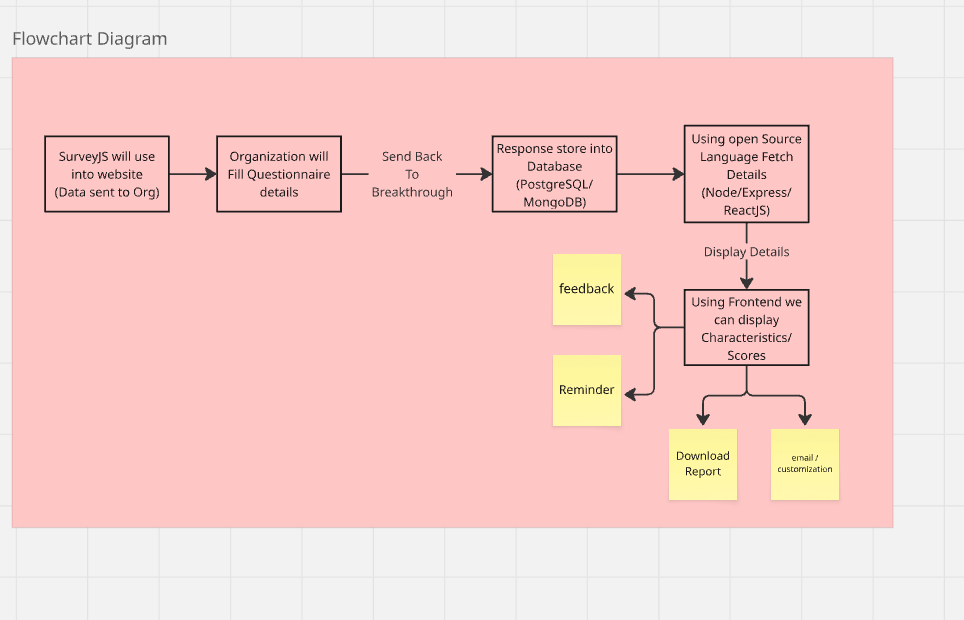 Flowchart Diagram
SurveyJS will use
into website
(Data sent to Org)
Organization will
Fill Questionnaire
details
Send Back
To
Breakthrough
Response store into
Database
(PostgreSQL/
MongoDB)
Using open Source
Language Fetch
Details
(Node/Express/
ReactJS)
Display Details
Using Frontend we
can display
Characteristics/
Scores
feedback
Reminder
Download
Report
email /
customization